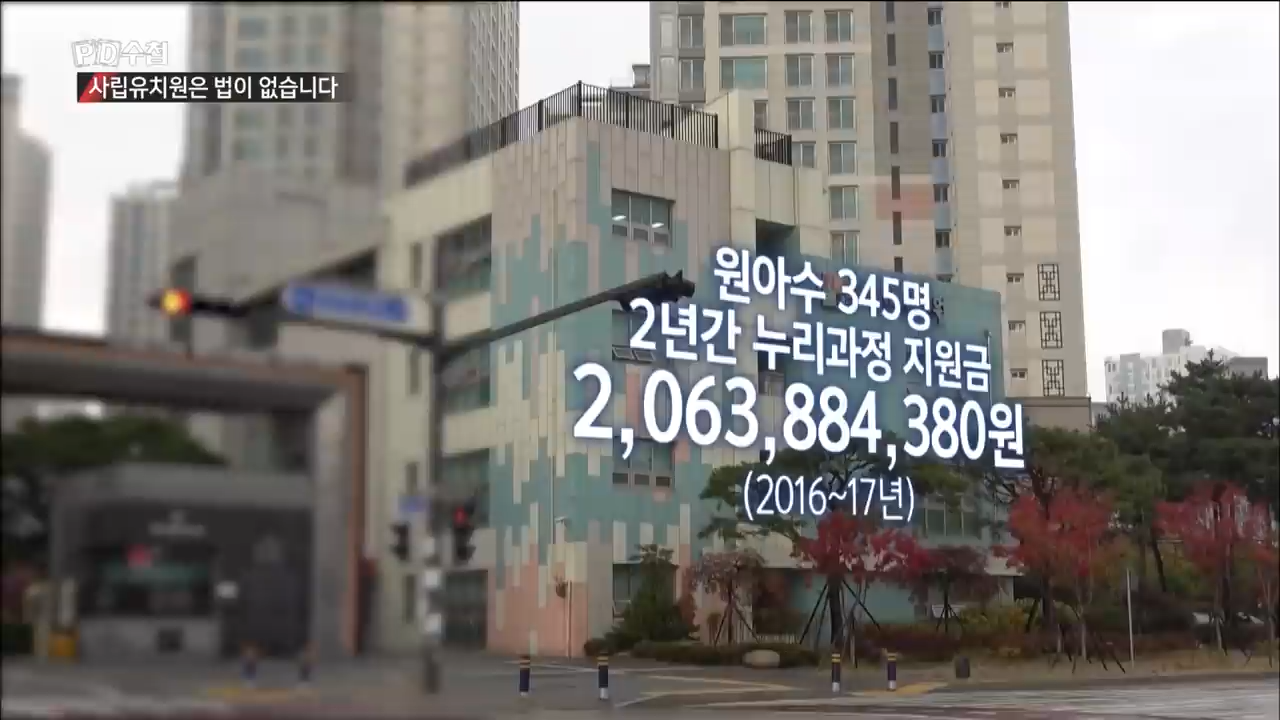 PD수첩
사립유치원은 법이 없습니다
원아수 345명
2년간 누리과정 지원금
2,063,884,380원
(2016~17년)